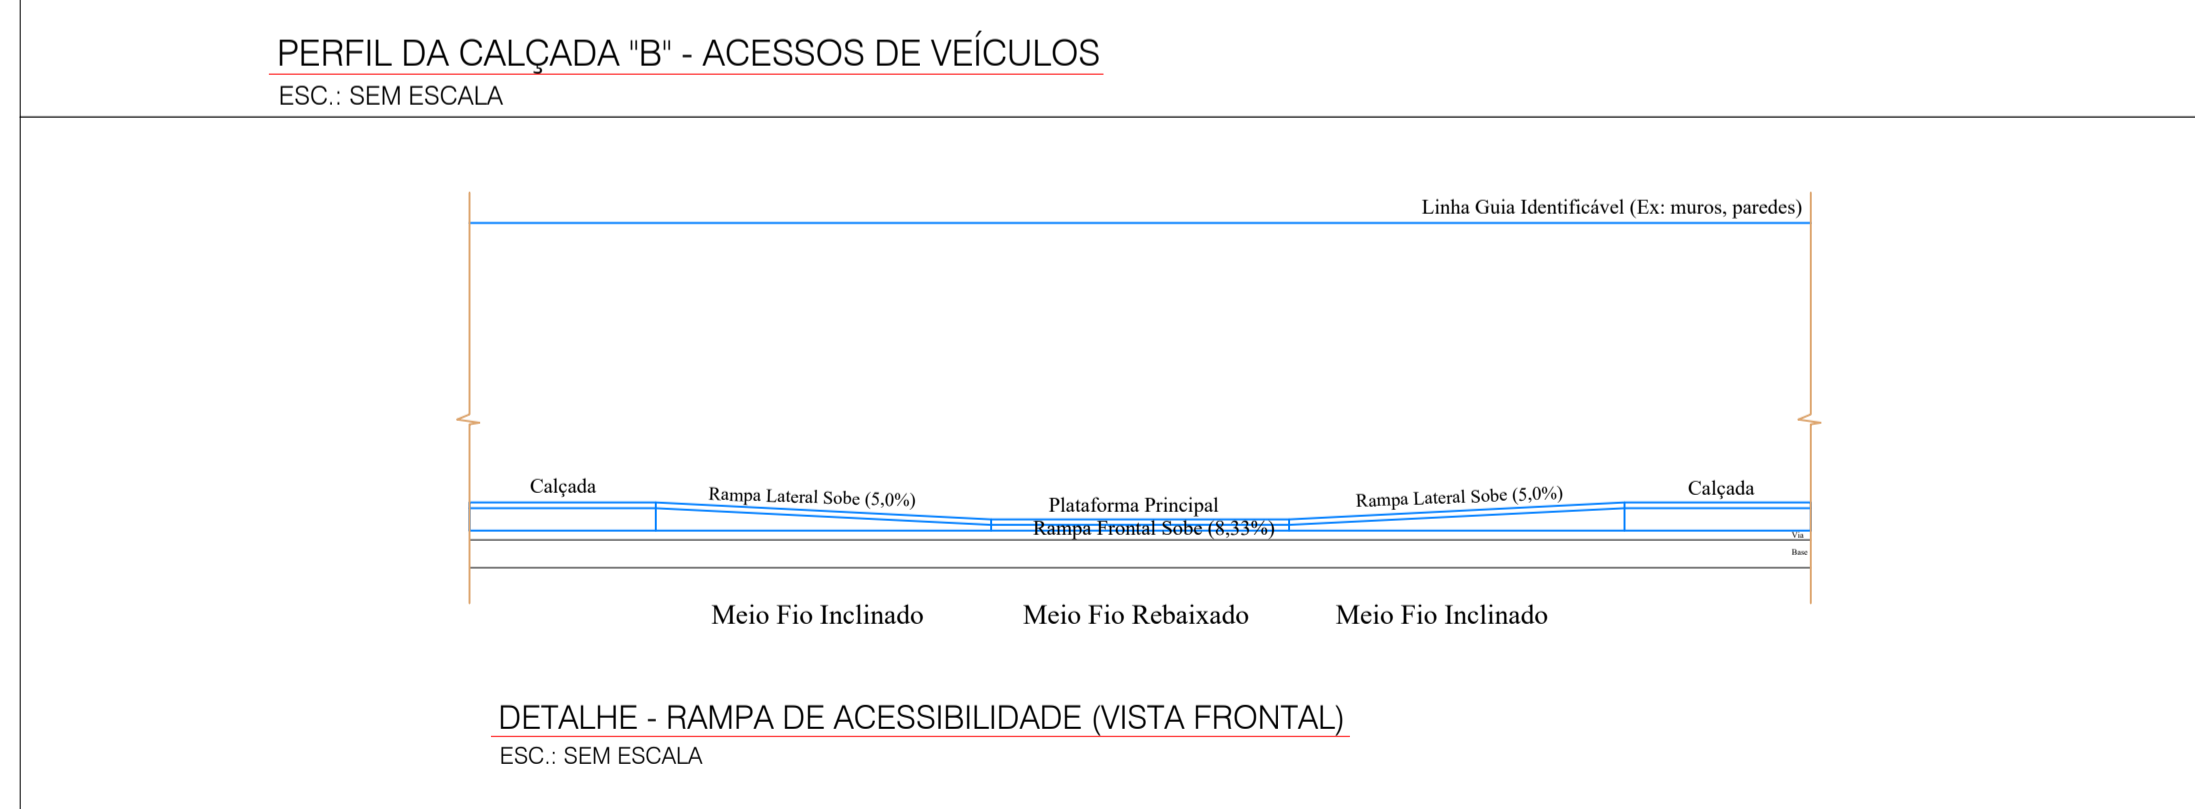 PERFIL DA CALÇADA "B" - ACESSOS DE VEÍCULOS
ESC.: SEM ESCALA
Linha Guia Identificável (Ex: muros, paredes)
Calçada
Rampa Lateral Sobe (5,0%)
Plataforma Principal
Rampa Lateral Sobe (5,0%)
Calçada
Rampa Frontal Sobe (8,33%)
Via
Base
Meio Fio Inclinado
Meio Fio Rebaixado
Meio Fio Inclinado
DETALHE - RAMPA DE ACESSIBILIDADE (VISTA FRONTAL)
ESC.: SEM ESCALA